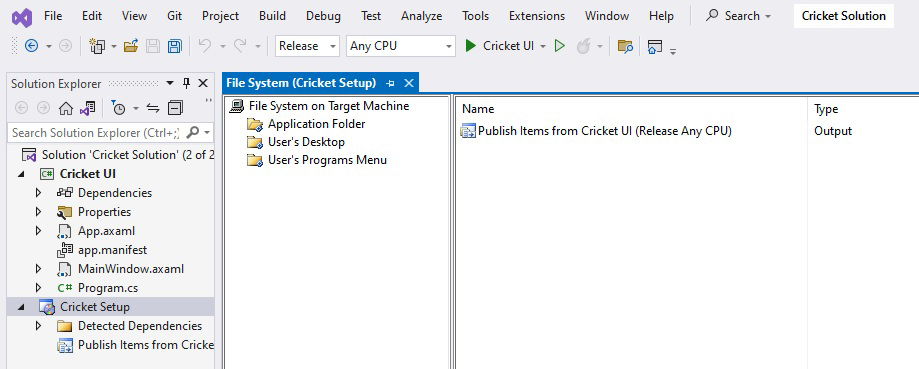 File Edit View Git Project Build Debug Test Analyze Tools Extensions Window Help Search Cricket Solution
Release Any CPU Cricket UI
Solution Explorer
Search Solution Explorer (Ctrl+;)
Solution 'Cricket Solution' (2 of 2
Cricket UI
Dependencies
Properties
App.axaml
app.manifest
MainWindow.axaml
C# Program.cs
Cricket Setup
Detected Dependencies
Publish Items from Cricke
File System (Cricket Setup)
File System on Target Machine
Application Folder
User's Desktop
User's Programs Menu
Name Type
Publish Items from Cricket UI (Release Any CPU) Output